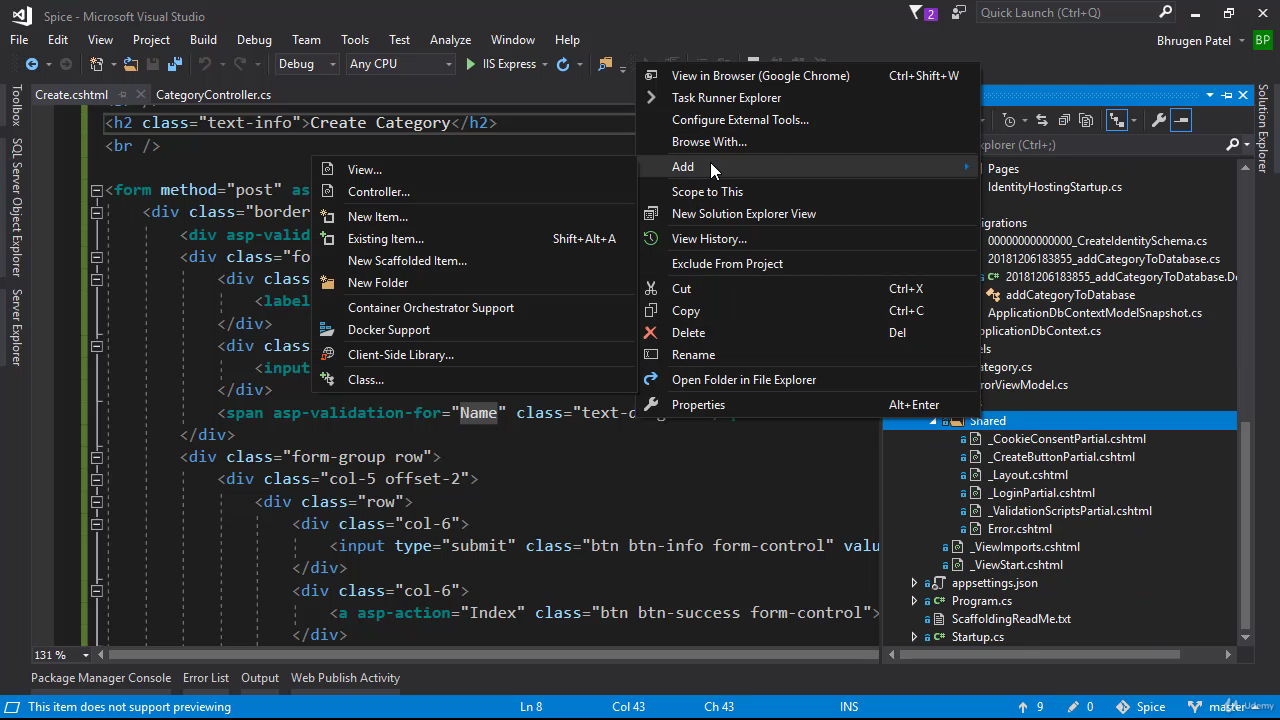 Spice - Microsoft Visual Studio
2
Quick Launch (Ctrl+Q)
File Edit View Project Build Debug Team Tools Test Analyze Window Help
Bhrugen Patel BP
Debug Any CPU IIS Express
Create.cshtml CategoryController.cs
Toolbox
SQL Server Object Explorer
Server Explorer
Solution Explorer
<h2 class="text-info">Create Category</h2>
<br />
<form method="post"
<div class="border
<div asp-valid
<div class="fo
<div class
<label
</div>
<div class
<input
</div>
<span asp-validation-for="Name" class="text-d
</div>
<div class="form-group row">
<div class="col-5 offset-2">
<div class="row">
<div class="col-6">
<input type="submit" class="btn btn-info form-control" valu
</div>
<div class="col-6">
<a asp-action="Index" class="btn btn-success form-control">
</div>
View...
Controller...
New Item...
Existing Item... Shift+Alt+A
New Scaffolded Item...
New Folder
Container Orchestrator Support
Docker Support
Client-Side Library...
Class...
View in Browser (Google Chrome) Ctrl+Shift+W
Task Runner Explorer
Configure External Tools...
Browse With...
Add
Scope to This
New Solution Explorer View
View History...
Exclude From Project
Cut Ctrl+X
Copy Ctrl+C
Delete Del
Rename
Open Folder in File Explorer
Properties Alt+Enter
Explorer (Ctrl+;)
Pages
IdentityHostingStartup.cs
igrations
00000000000000_CreateIdentitySchema.cs
20181206183855_addCategoryToDatabase.cs
20181206183855_addCategoryToDatabase.De
addCategoryToDatabase
ApplicationDbContextModelSnapshot.cs
pplicationDbContext.cs
els
rorViewModel.cs
Shared
_CookieConsentPartial.cshtml
_CreateButtonPartial.cshtml
_Layout.cshtml
_LoginPartial.cshtml
_ValidationScriptsPartial.cshtml
Error.cshtml
_ViewImports.cshtml
_ViewStart.cshtml
appsettings.json
Program.cs
ScaffoldingReadMe.txt
Startup.cs
131 %
Package Manager Console Error List Output Web Publish Activity
This item does not support previewing Ln 8 Col 43 Ch 43 INS 9 0 Spice master
Udemy